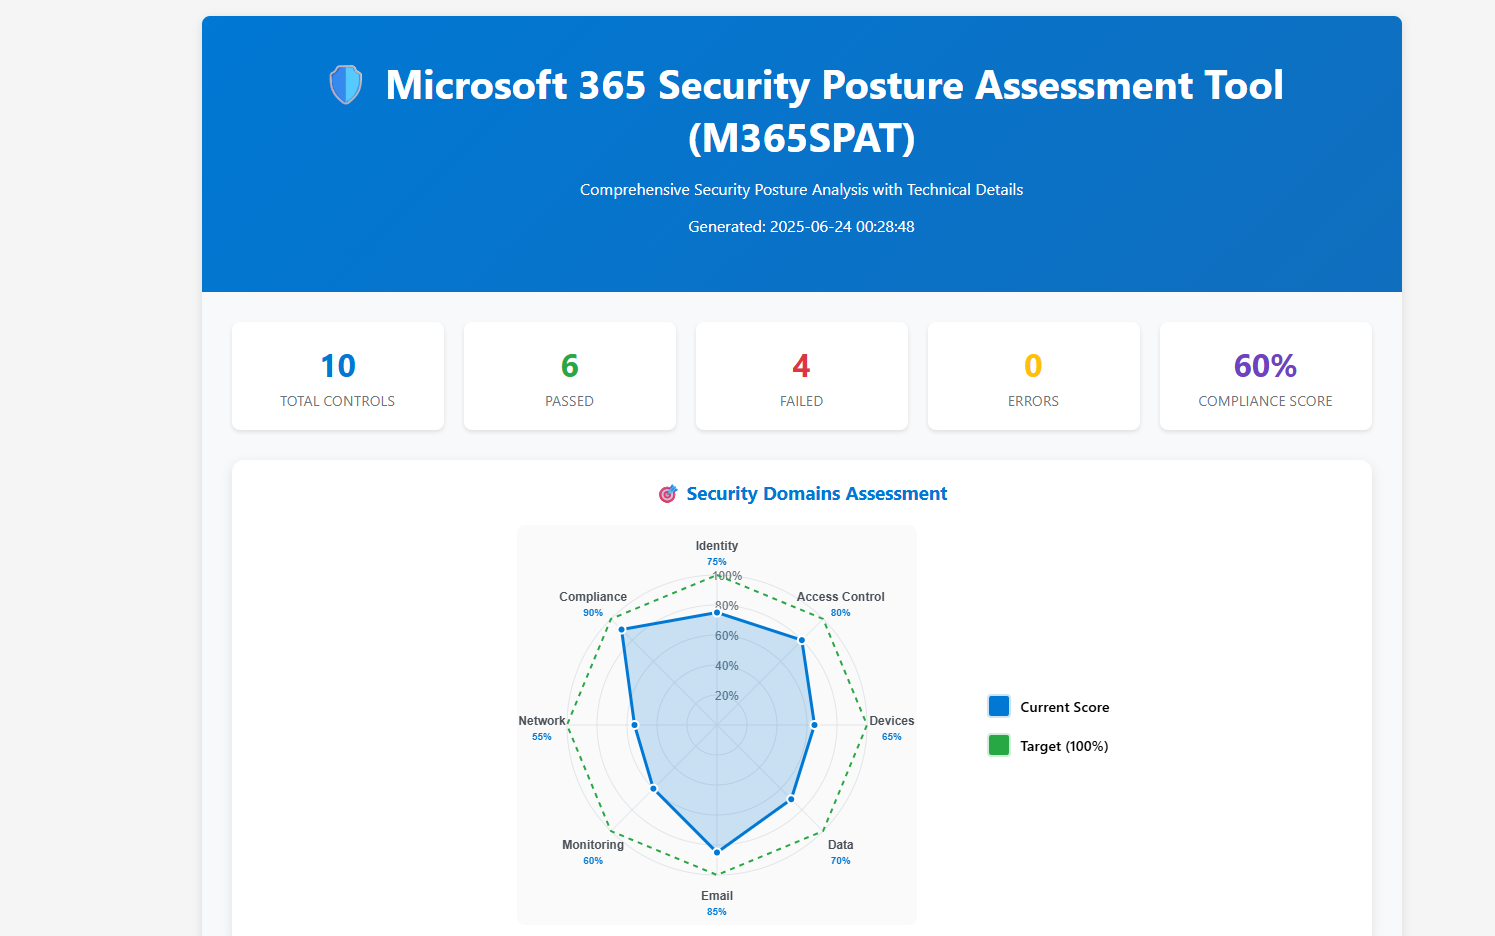 Microsoft 365 Security Posture Assessment Tool
(M365SPAT)
Comprehensive Security Posture Analysis with Technical Details
Generated: 2025-06-24 00:28:48
10
TOTAL CONTROLS
6
PASSED
4
FAILED
0
ERRORS
60%
COMPLIANCE SCORE
Security Domains Assessment
Identity
75%
100%
Compliance
90%
Access Control
80%
80%
60%
40%
20%
Network
55%
Devices
65%
Current Score
Target (100%)
Monitoring
60%
Data
70%
Email
85%